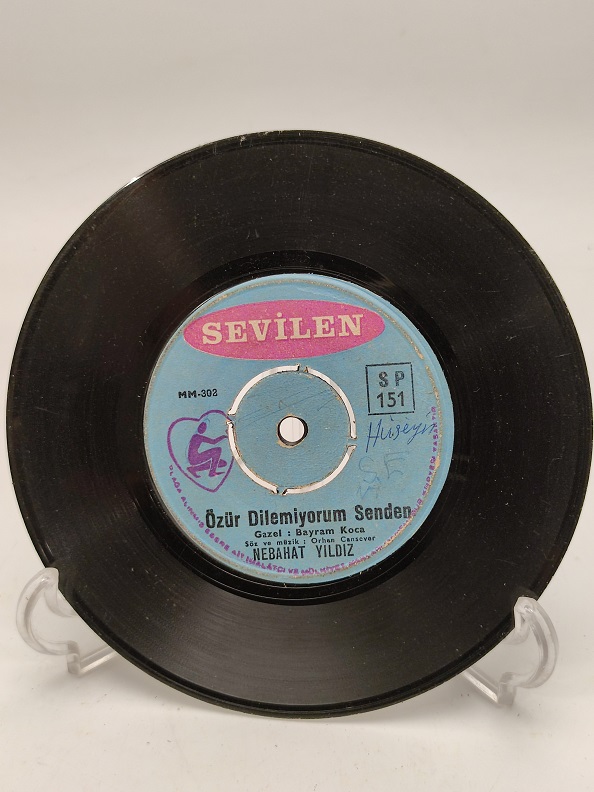 SEVİLEN
MM-302
SP
151
Hüseyin
Özür Dilemiyorum Senden
Gazel : Bayram Koca
Söz ve müzik : Orhan Cansever
NEBAHAT YILDIZ